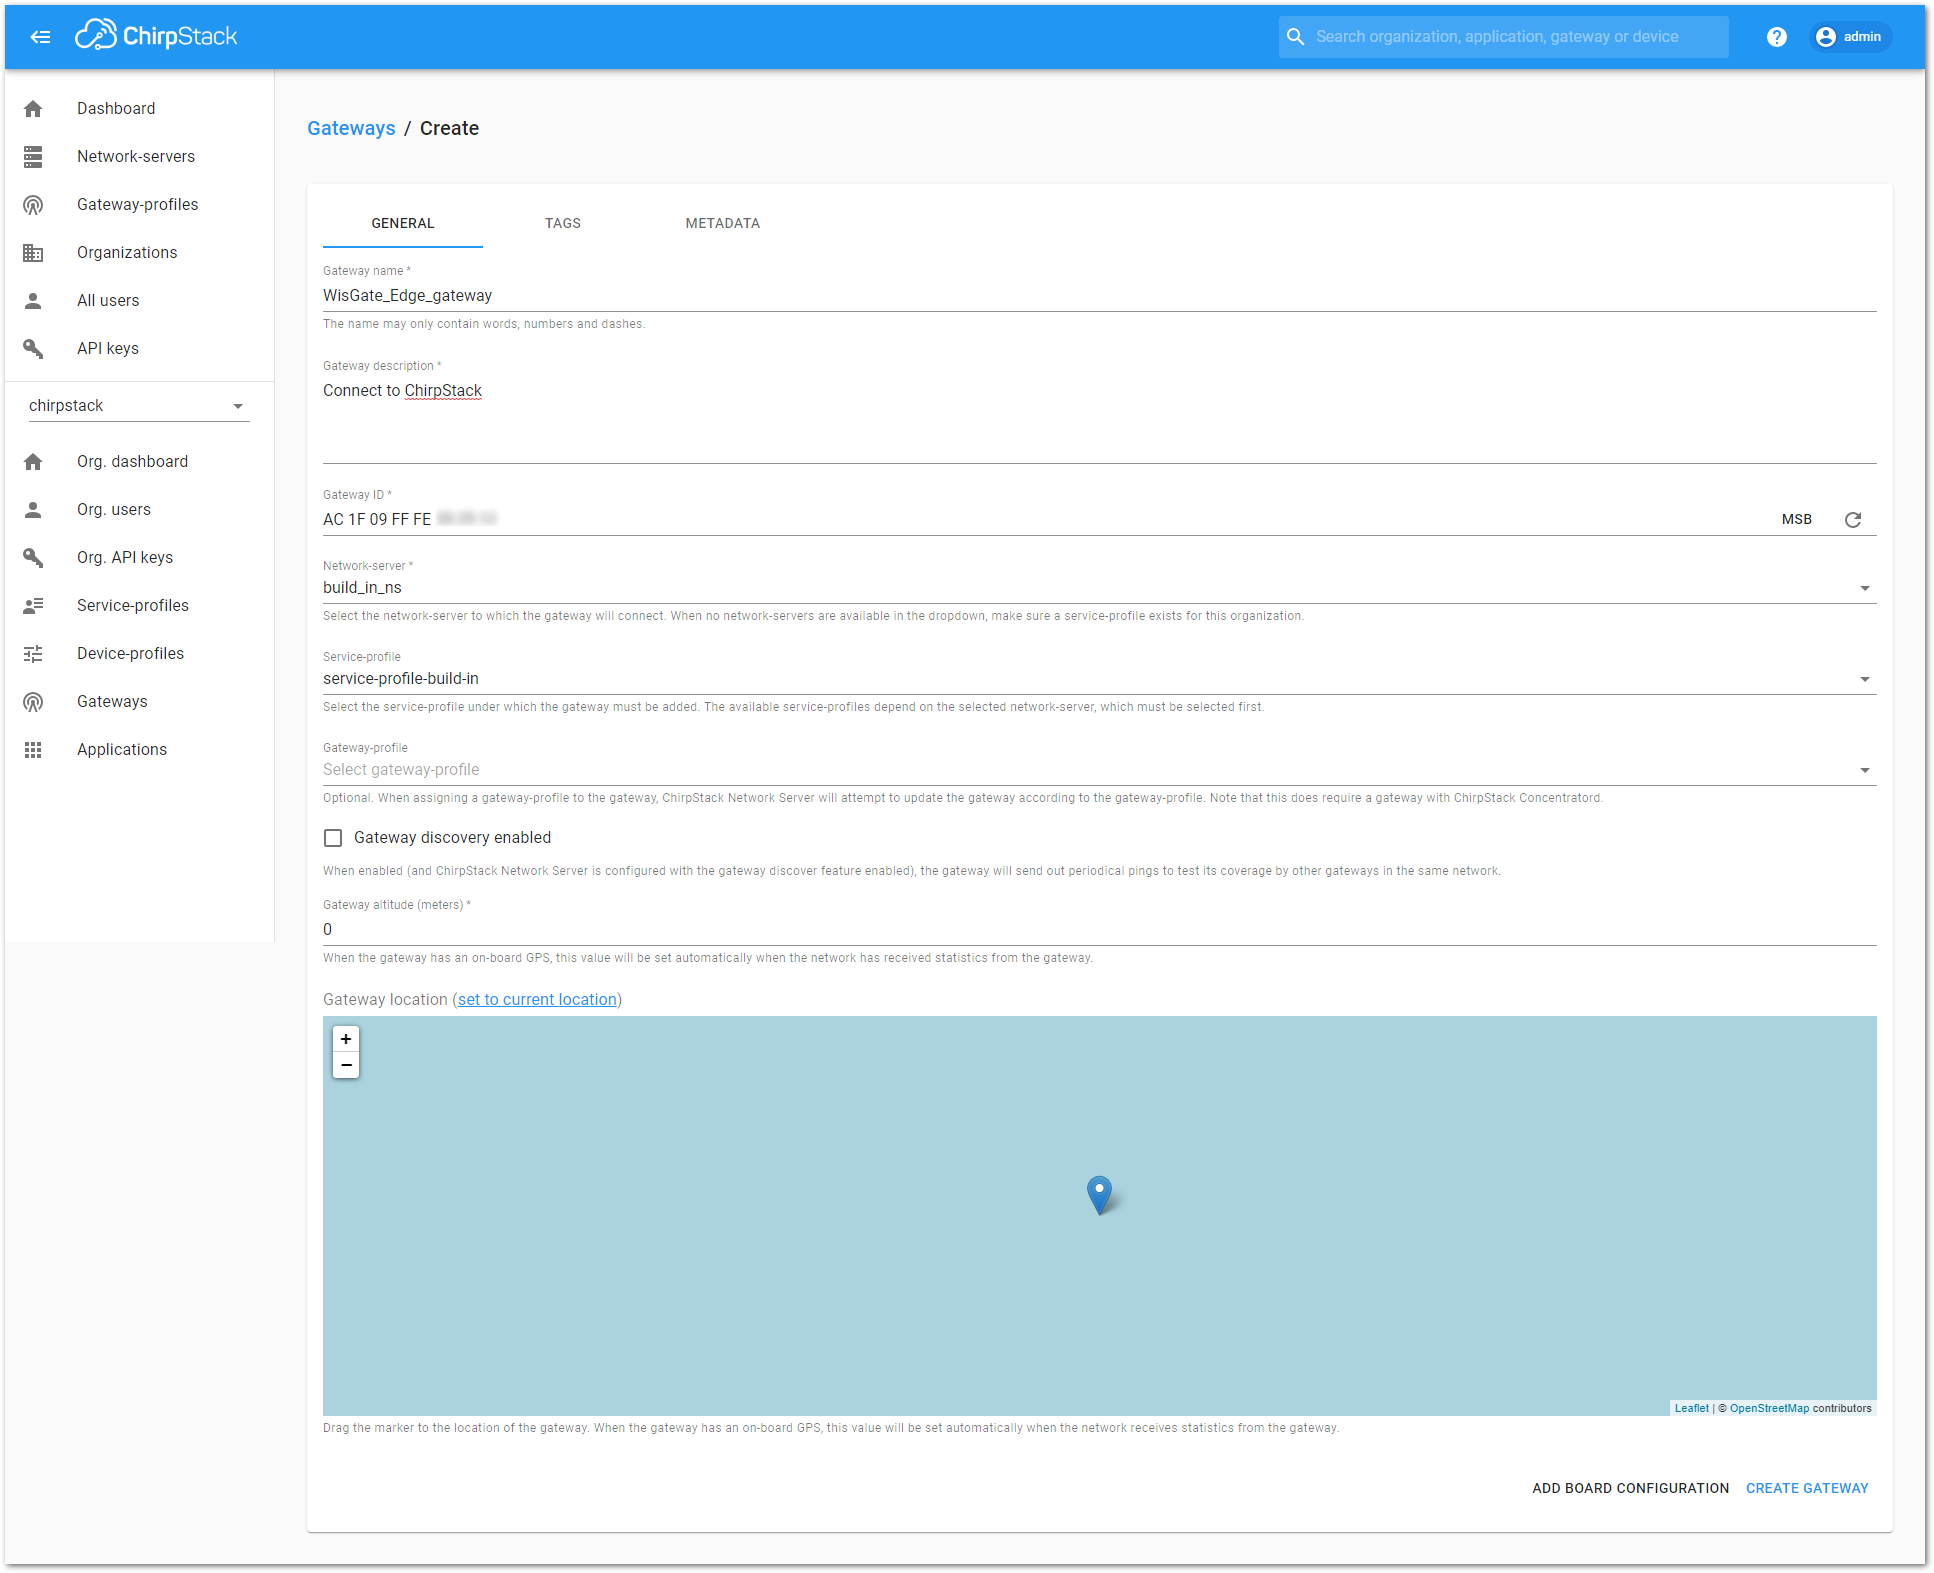 ChirpStack
Search organization, application, gateway or device
?
admin
Dashboard
Network-servers
Gateway-profiles
Organizations
All users
API keys
chirpstack
Org. dashboard
Org. users
Org. API keys
Service-profiles
Device-profiles
Gateways
Applications
Gateways / Create
GENERAL
TAGS
METADATA
Gateway name *
WisGate_Edge_gateway
The name may only contain words, numbers and dashes.
Gateway description *
Connect to ChirpStack
Gateway ID *
AC 1F 09 FF FE
MSB
Network-server *
build_in_ns
Select the network-server to which the gateway will connect. When no network-servers are available in the dropdown, make sure a service-profile exists for this organization.
Service-profile
service-profile-build-in
Select the service-profile under which the gateway must be added. The available service-profiles depend on the selected network-server, which must be selected first.
Gateway-profile
Select gateway-profile
Optional. When assigning a gateway-profile to the gateway, ChirpStack Network Server will attempt to update the gateway according to the gateway-profile. Note that this does require a gateway with ChirpStack Concentratord.
Gateway discovery enabled
When enabled (and ChirpStack Network Server is configured with the gateway discover feature enabled), the gateway will send out periodical pings to test its coverage by other gateways in the same network.
Gateway altitude (meters) *
0
When the gateway has an on-board GPS, this value will be set automatically when the network has received statistics from the gateway.
Gateway location (set to current location)
+
−
Leaflet | © OpenStreetMap contributors
Drag the marker to the location of the gateway. When the gateway has an on-board GPS, this value will be set automatically when the network receives statistics from the gateway.
ADD BOARD CONFIGURATION
CREATE GATEWAY